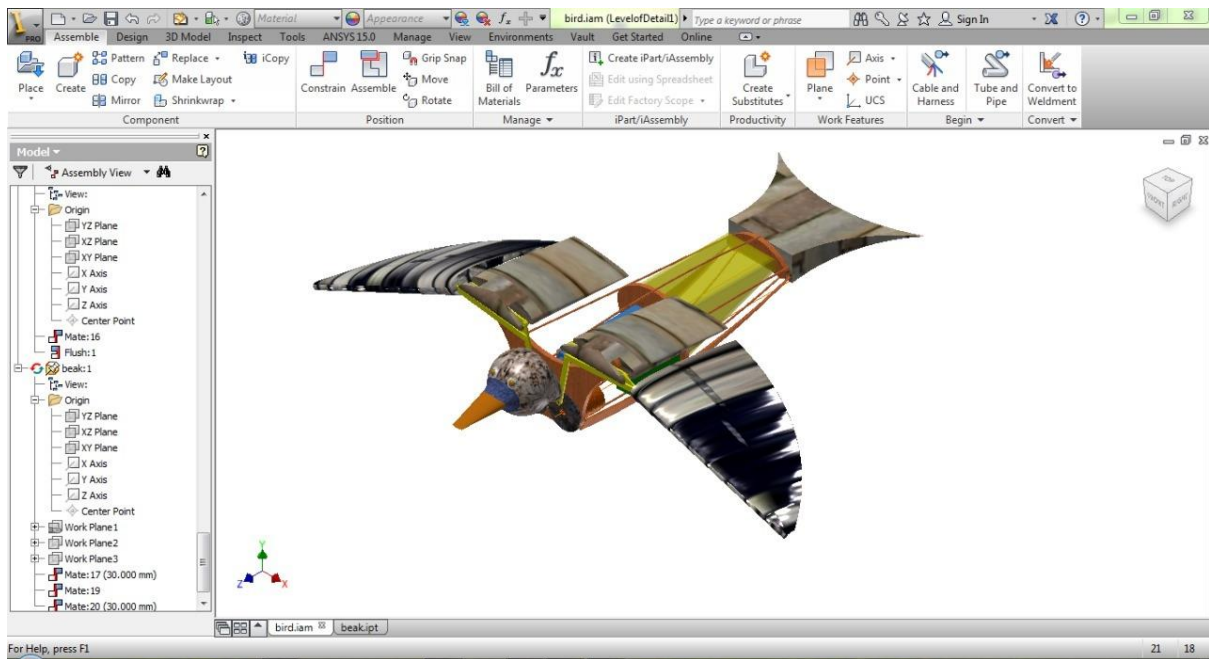 Material
Appearance
bird.iam (LevelofDetail1)
Type a keyword or phrase
Sign In
PRO
Assemble Design 3D Model Inspect Tools ANSYS 15.0 Manage View Environments Vault Get Started Online
Place
Create
Pattern
Copy
Mirror
Replace
Make Layout
Shrinkwrap
iCopy
Component
Constrain
Assemble
Grip Snap
Move
Rotate
Position
Bill of
Materials
fx
Parameters
Manage
Create iPart/iAssembly
Edit using Spreadsheet
Edit Factory Scope
iPart/iAssembly
Create
Substitutes
Productivity
Plane
Axis
Point
UCS
Work Features
Cable and
Harness
Tube and
Pipe
Begin
Convert to
Weldment
Convert
Model
Assembly View
View:
Origin
YZ Plane
XZ Plane
XY Plane
X Axis
Y Axis
Z Axis
Center Point
Mate:16
Flush:1
beak:1
View:
Origin
YZ Plane
XZ Plane
XY Plane
X Axis
Y Axis
Z Axis
Center Point
Work Plane1
Work Plane2
Work Plane3
Mate:17 (30.000 mm)
Mate:19
Mate:20 (30.000 mm)
TOP
FRONT
RIGHT
Y
Z
X
bird.iam
beak.ipt
For Help, press F1
21 18